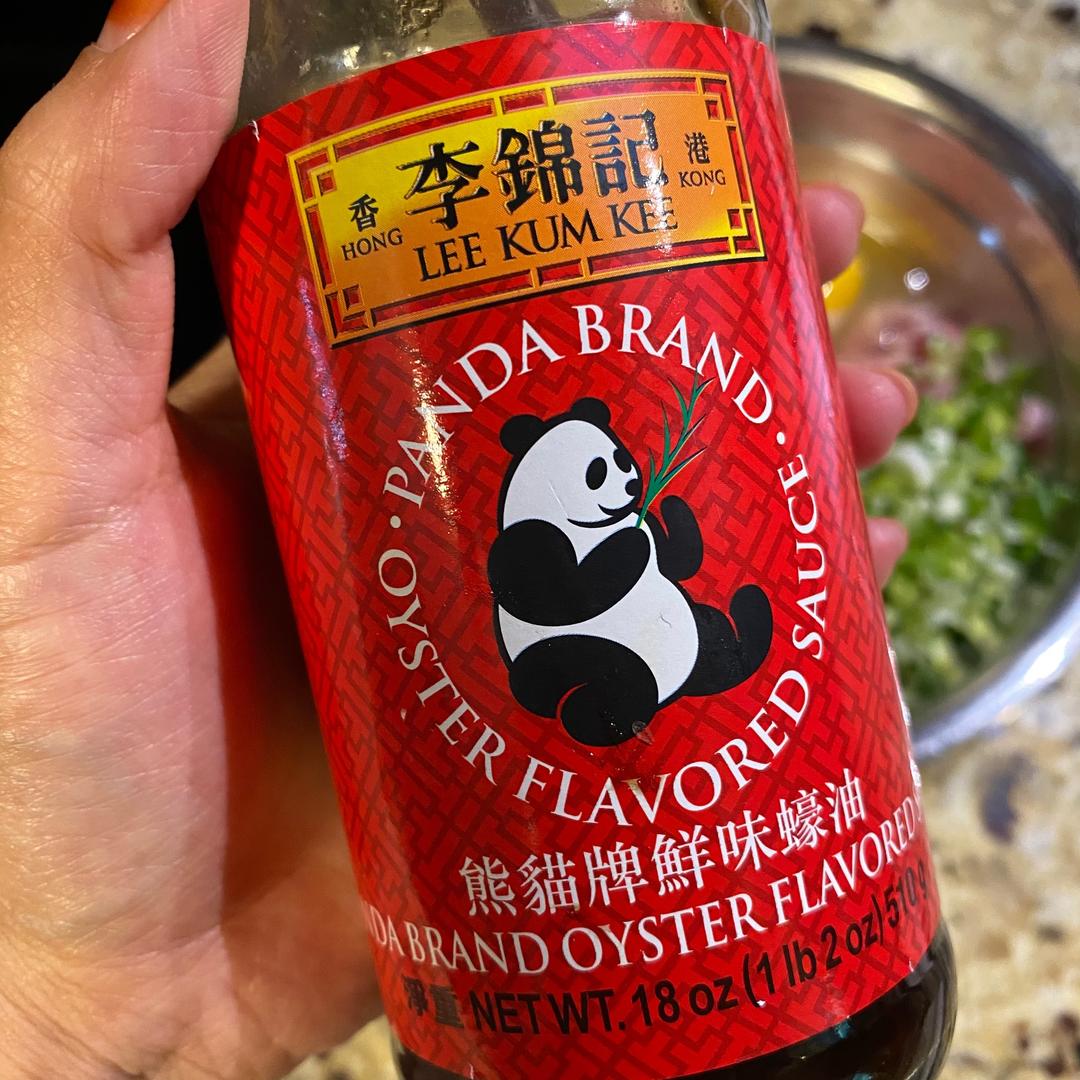 李錦記
香 港
HONG KONG
LEE KUM KEE
· PANDA BRAND ·
OYSTER FLAVORED SAUCE
熊貓牌鮮味蠔油
NDA BRAND OYSTER FLAVORED
淨重 NET WT. 18 oz (1 lb 2 oz) 510 g